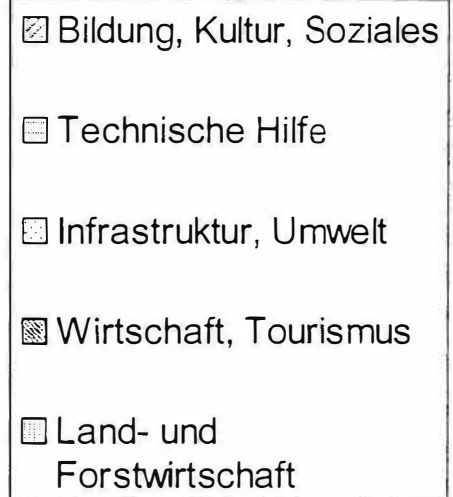 Bildung, Kultur, Soziales
Technische Hilfe
Infrastruktur, Umwelt
Wirtschaft, Tourismus
Land- und
Forstwirtschaft